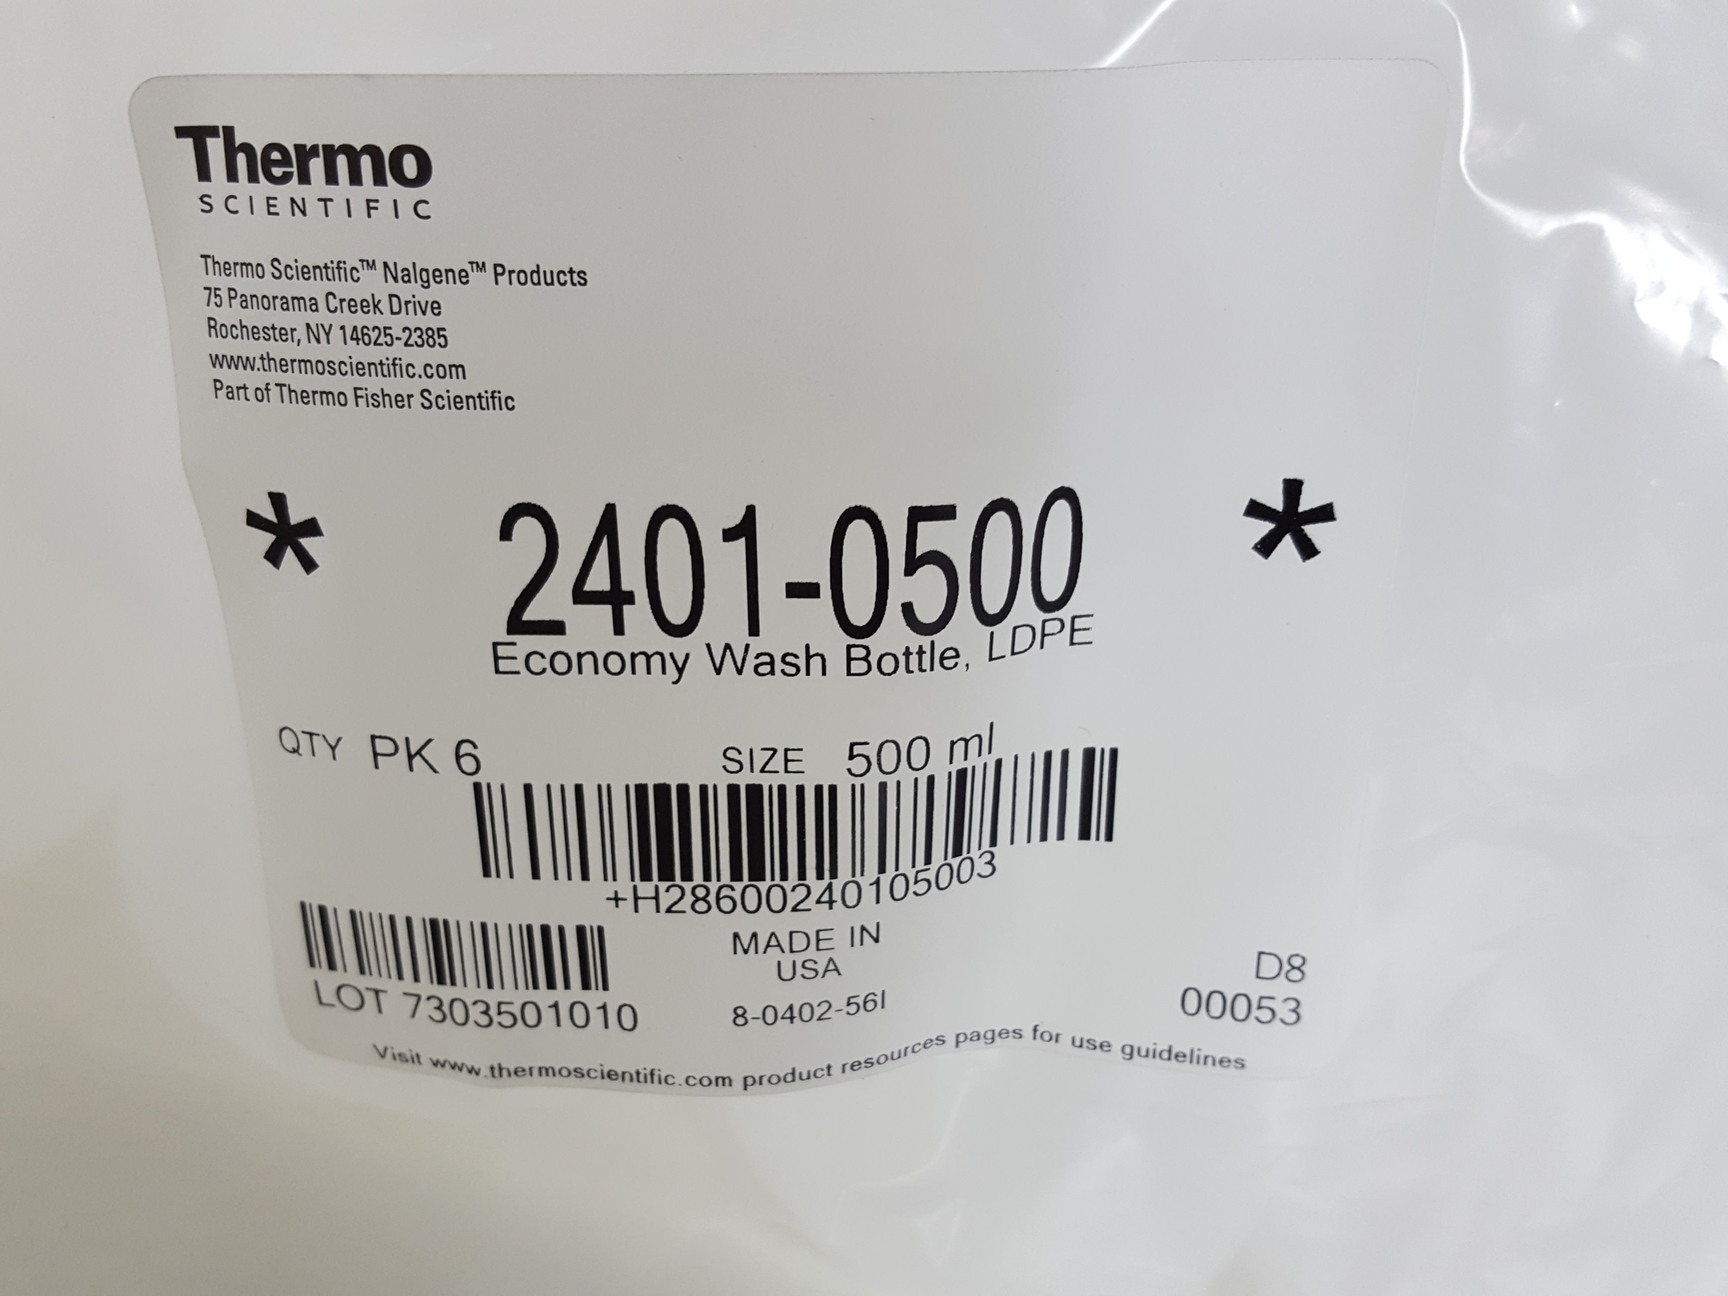 Thermo
SCIENTIFIC
Thermo Scientific™ Nalgene™ Products
75 Panorama Creek Drive
Rochester, NY 14625-2385
www.thermoscientific.com
Part of Thermo Fisher Scientific
* 2401-0500 *
Economy Wash Bottle, LDPE
QTY PK 6 SIZE 500 ml
+H28600240105003
MADE IN
USA
LOT 7303501010
8-0402-56I
D8
00053
Visit www.thermoscientific.com product resources pages for use guidelines